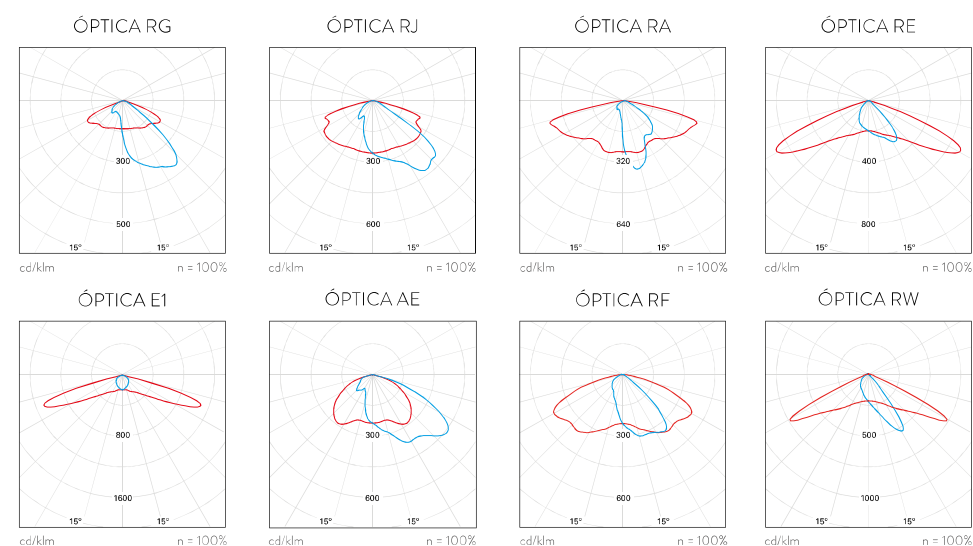 ÓPTICA RG ÓPTICA RJ ÓPTICA RA ÓPTICA RE
300 300 320 400
500 600 640 800
15° 15° 15° 15° 15° 15° 15° 15°
cd/klm n = 100% cd/klm n = 100% cd/klm n = 100% cd/klm n = 100%
ÓPTICA E1 ÓPTICA AE ÓPTICA RF ÓPTICA RW
800 300 300 500
1600 600 600 1000
15° 15° 15° 15° 15° 15° 15° 15°
cd/klm n = 100% cd/klm n = 100% cd/klm n = 100% cd/klm n = 100%